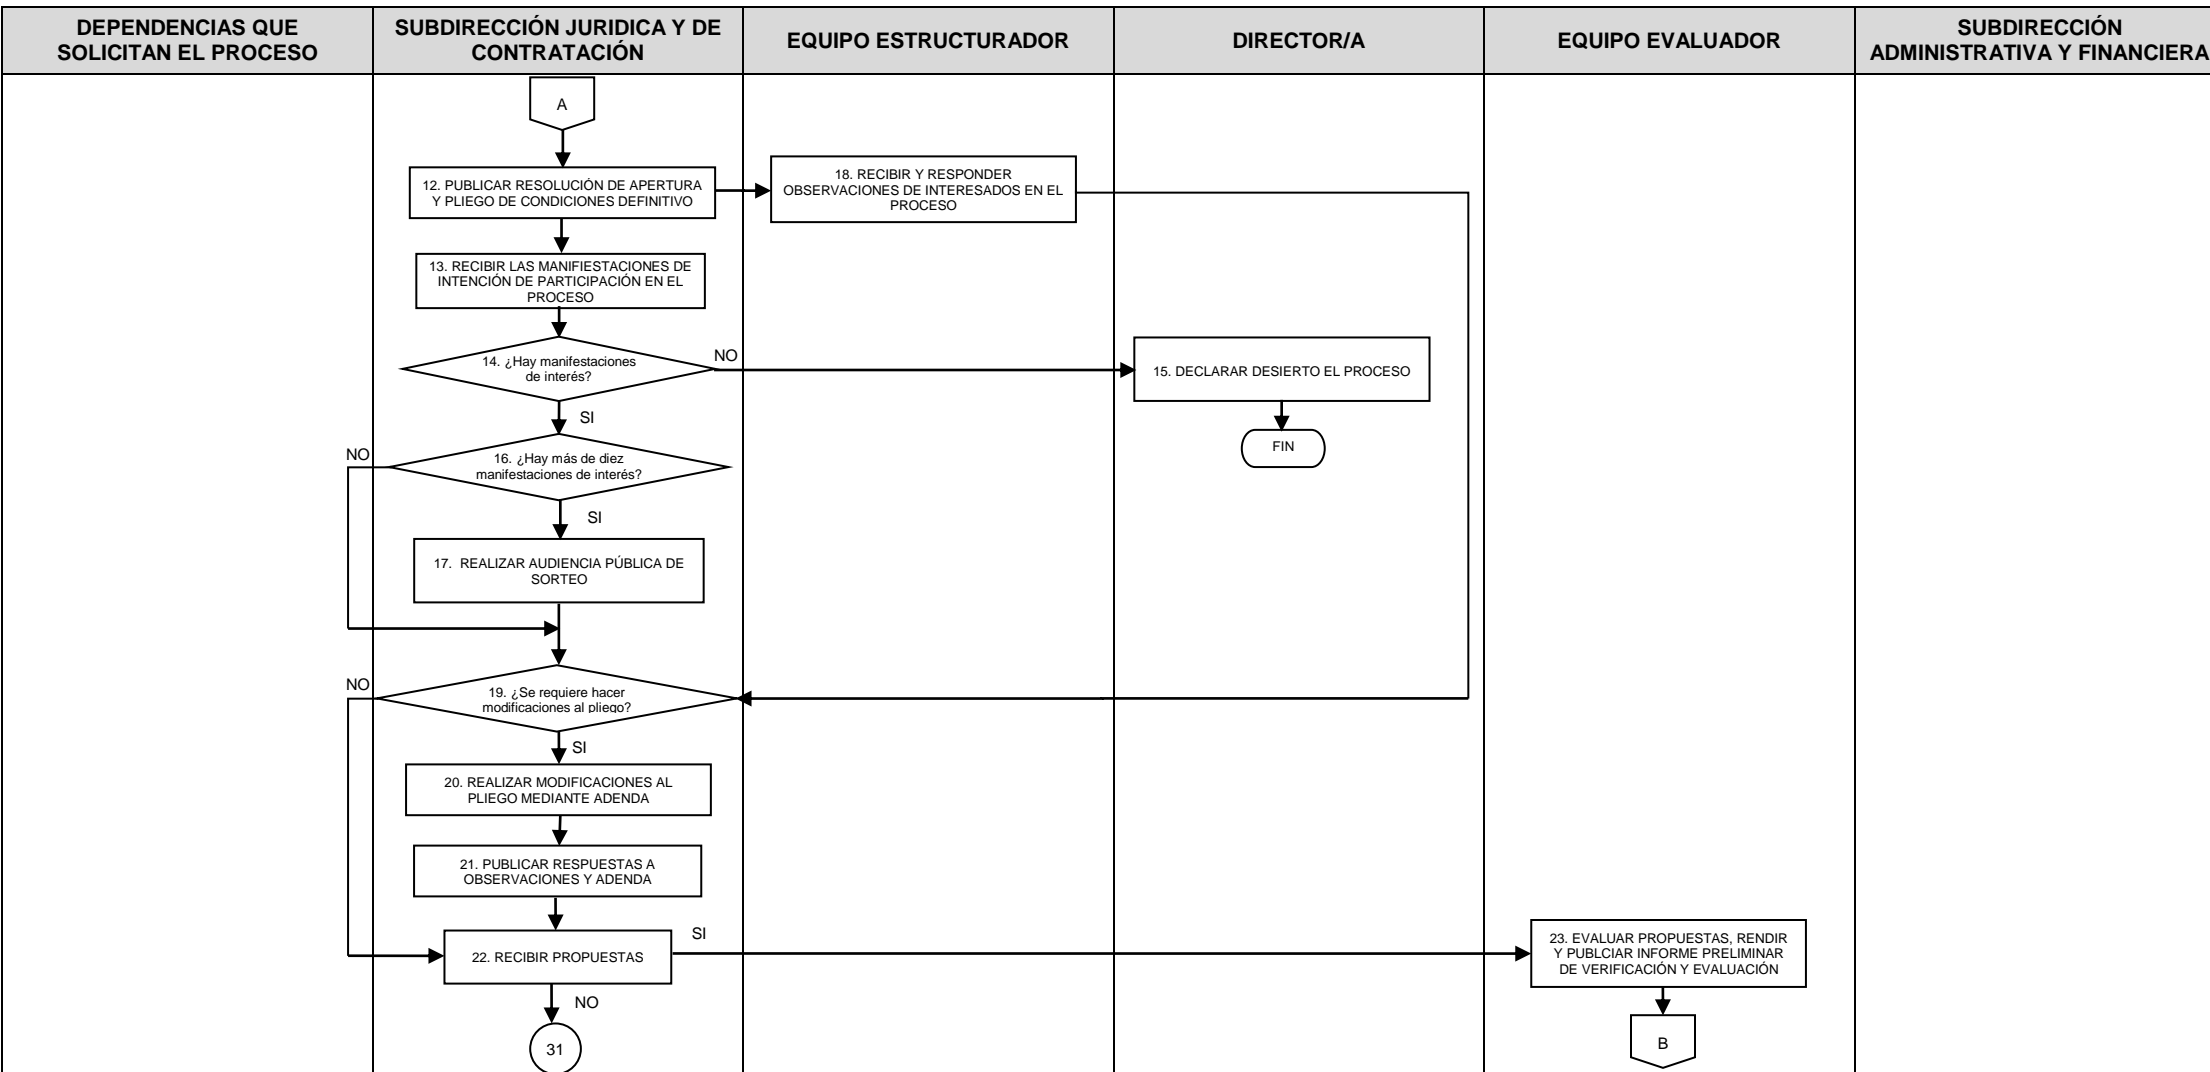 DEPENDENCIAS QUE
SOLICITAN EL PROCESO
SUBDIRECCIÓN JURIDICA Y DE
CONTRATACIÓN
EQUIPO ESTRUCTURADOR
DIRECTOR/A
EQUIPO EVALUADOR
SUBDIRECCIÓN
ADMINISTRATIVA Y FINANCIERA
A
12. PUBLICAR RESOLUCIÓN DE APERTURA
Y PLIEGO DE CONDICIONES DEFINITIVO
18. RECIBIR Y RESPONDER
OBSERVACIONES DE INTERESADOS EN EL
PROCESO
13. RECIBIR LAS MANIFIESTACIONES DE
INTENCIÓN DE PARTICIPACIÓN EN EL
PROCESO
14. ¿Hay manifestaciones
de interés?
NO
15. DECLARAR DESIERTO EL PROCESO
SI
FIN
NO
16. ¿Hay más de diez
manifestaciones de interés?
SI
17. REALIZAR AUDIENCIA PÚBLICA DE
SORTEO
NO
19. ¿Se requiere hacer
modificaciones al pliego?
SI
20. REALIZAR MODIFICACIONES AL
PLIEGO MEDIANTE ADENDA
21. PUBLICAR RESPUESTAS A
OBSERVACIONES Y ADENDA
22. RECIBIR PROPUESTAS
SI
23. EVALUAR PROPUESTAS, RENDIR
Y PUBLCIAR INFORME PRELIMINAR
DE VERIFICACIÓN Y EVALUACIÓN
NO
31
B